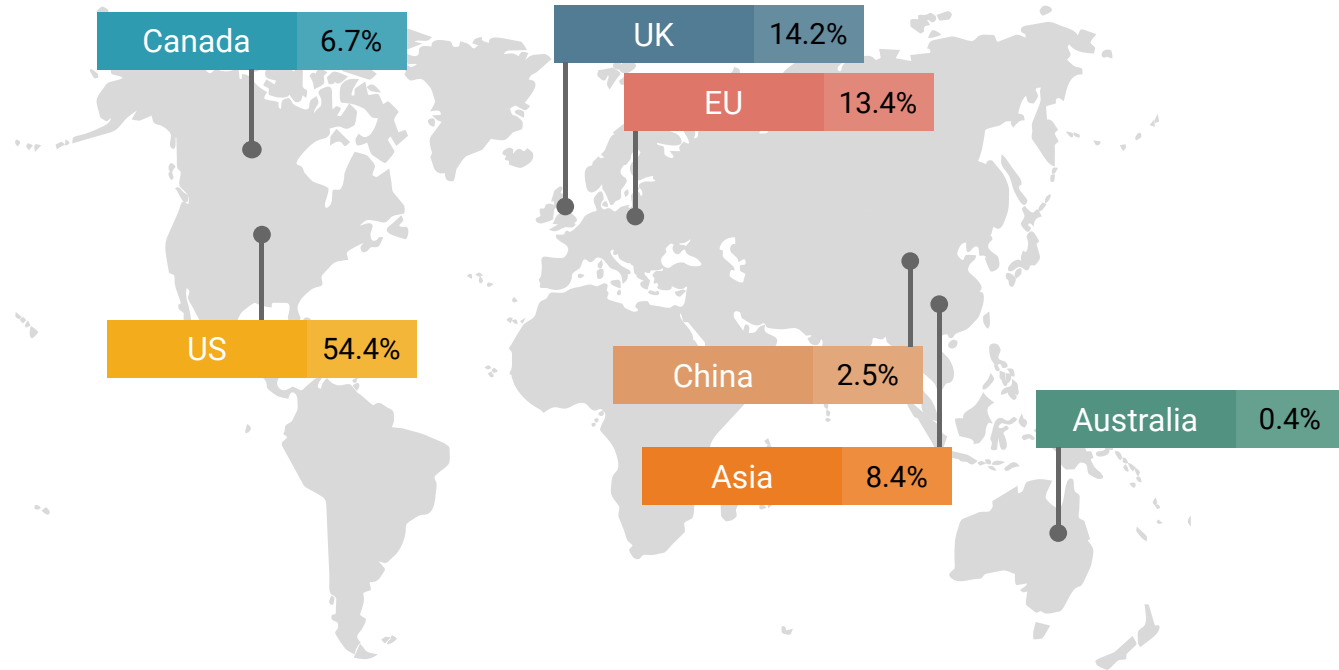 Canada 6.7%
UK 14.2%
EU 13.4%
US 54.4%
China 2.5%
Australia 0.4%
Asia 8.4%